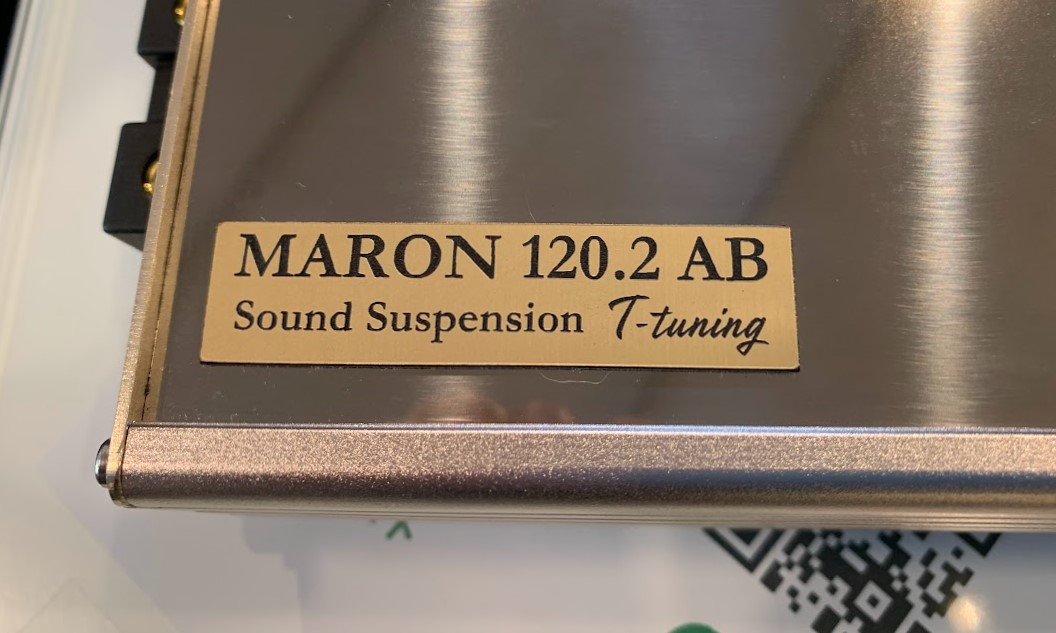 MARON 120.2 AB
Sound Suspension T-tuning